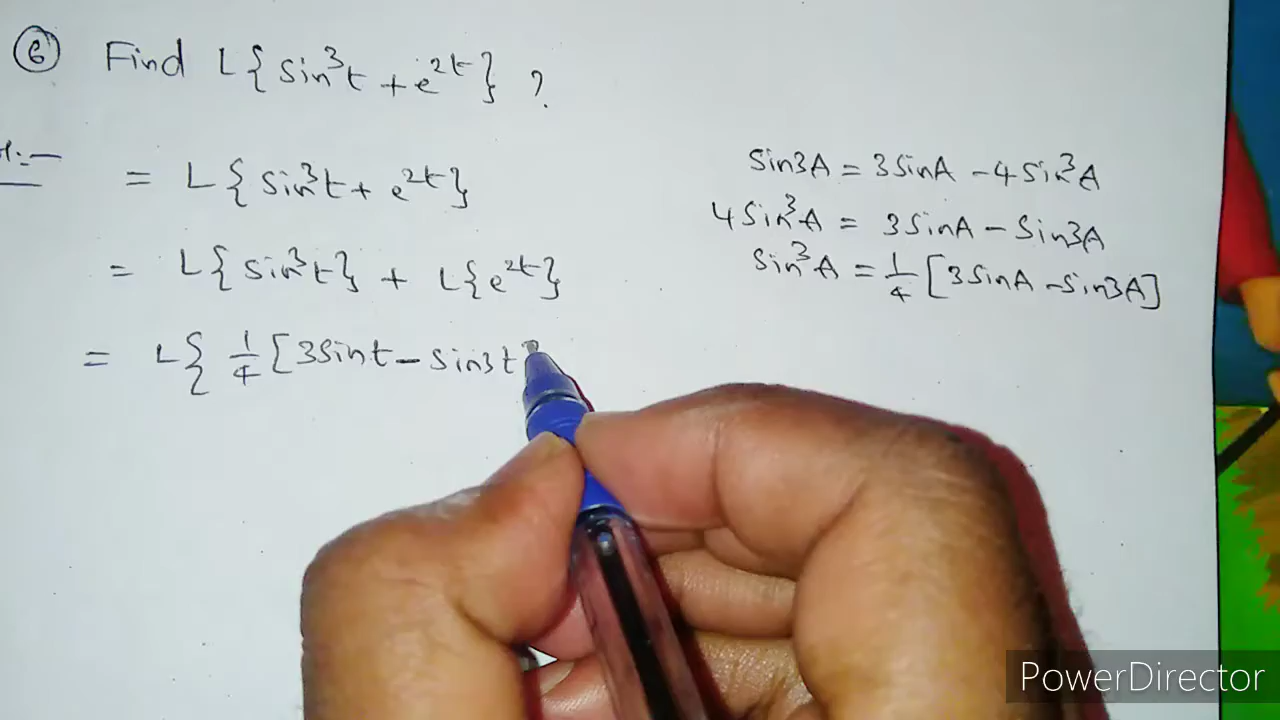 6 Find L{Sin³t + e²ᵗ} ?
= L{Sin³t + e²ᵗ}
= L{Sin³t} + L{e²ᵗ}
= L{ 1/4 [3Sint - Sin3t
Sin3A = 3SinA - 4Sin³A
4Sin³A = 3SinA - Sin3A
Sin³A = 1/4 [3SinA - Sin3A]
PowerDirector